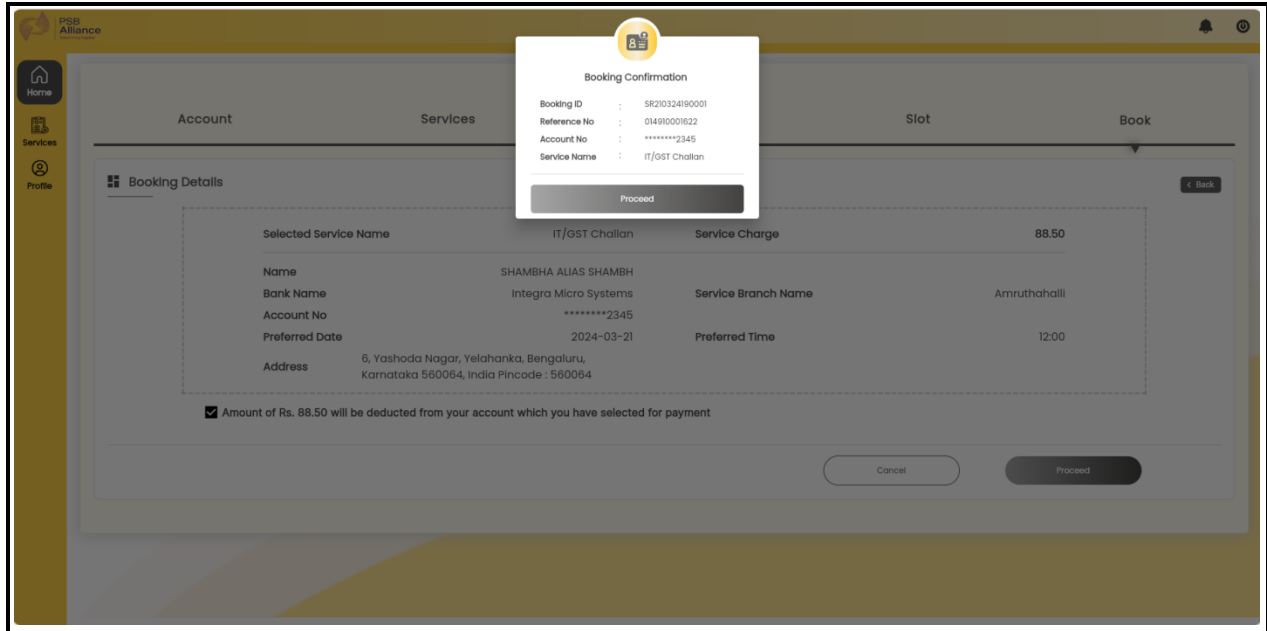 PSB
Alliance
Booking Confirmation
Booking ID : SR210324190001
Reference No : 014910001622
Account No : ********2345
Service Name : IT/GST Challan
Proceed
Home
Services
Profile
Account Services Slot Book
Booking Details
< Back
Selected Service Name IT/GST Challan Service Charge 88.50
Name SHAMBHA ALIAS SHAMBH
Bank Name Integra Micro Systems Service Branch Name Amruthahalli
Account No ********2345
Preferred Date 2024-03-21 Preferred Time 12:00
Address 6, Yashoda Nagar, Yelahanka, Bengaluru,
Karnataka 560064, India Pincode : 560064
Amount of Rs. 88.50 will be deducted from your account which you have selected for payment
Cancel Proceed